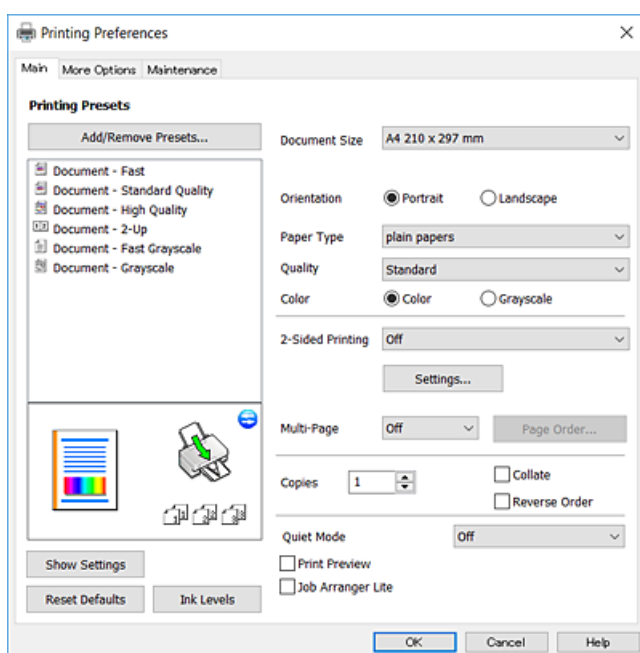 Printing Preferences
Main More Options Maintenance
Printing Presets
Add/Remove Presets...
Document - Fast
Document - Standard Quality
Document - High Quality
Document - 2-Up
Document - Fast Grayscale
Document - Grayscale
Show Settings
Reset Defaults Ink Levels
Document Size A4 210 x 297 mm
Orientation Portrait Landscape
Paper Type plain papers
Quality Standard
Color Color Grayscale
2-Sided Printing Off
Settings...
Multi-Page Off Page Order...
Copies 1 Collate
Reverse Order
Quiet Mode Off
Print Preview
Job Arranger Lite
OK Cancel Help